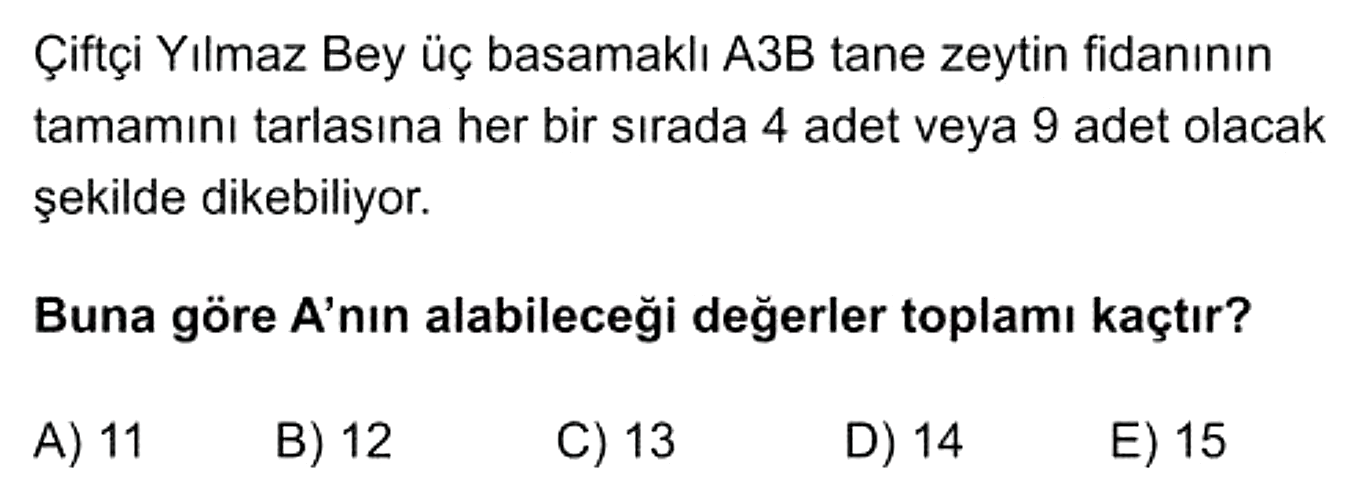 Çiftçi Yılmaz Bey üç basamaklı A3B tane zeytin fidanının
tamamını tarlasına her bir sırada 4 adet veya 9 adet olacak
şekilde dikebiliyor.
Buna göre A’nın alabileceği değerler toplamı kaçtır?
A) 11 B) 12 C) 13 D) 14 E) 15